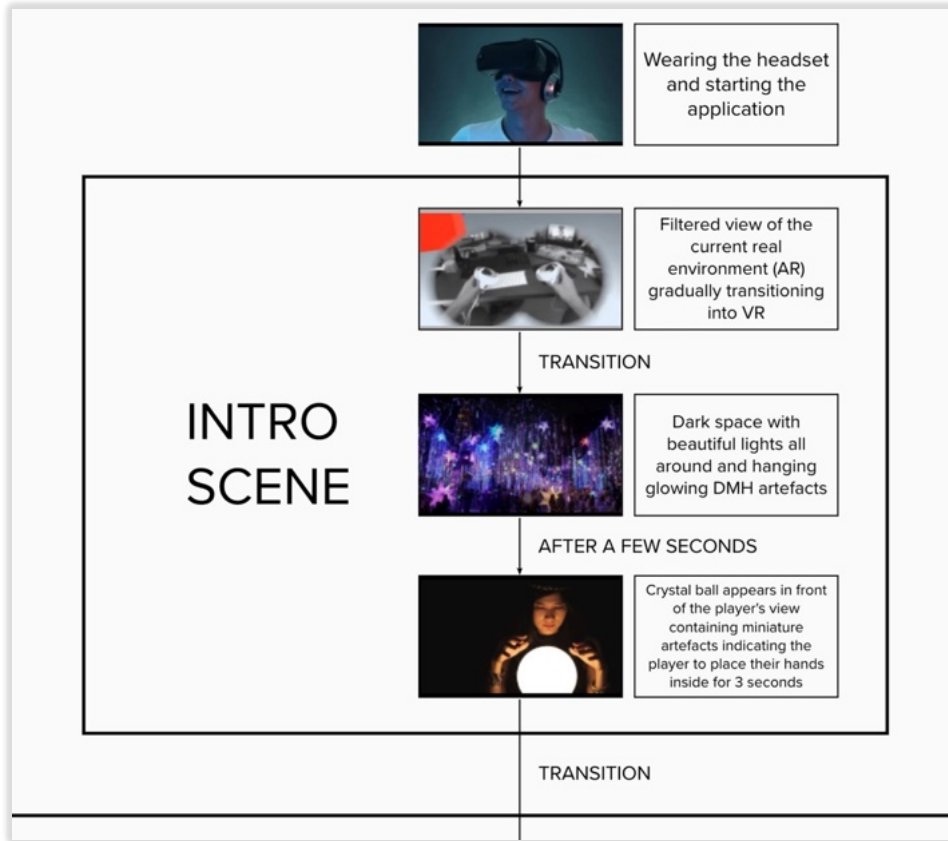 Wearing the headset
and starting the
application
Filtered view of the
current real
environment (AR)
gradually transitioning
into VR
TRANSITION
INTRO
SCENE
Dark space with
beautiful lights all
around and hanging
glowing DMH artefacts
AFTER A FEW SECONDS
Crystal ball appears in front
of the player's view
containing miniature
artefacts indicating the
player to place their hands
inside for 3 seconds
TRANSITION